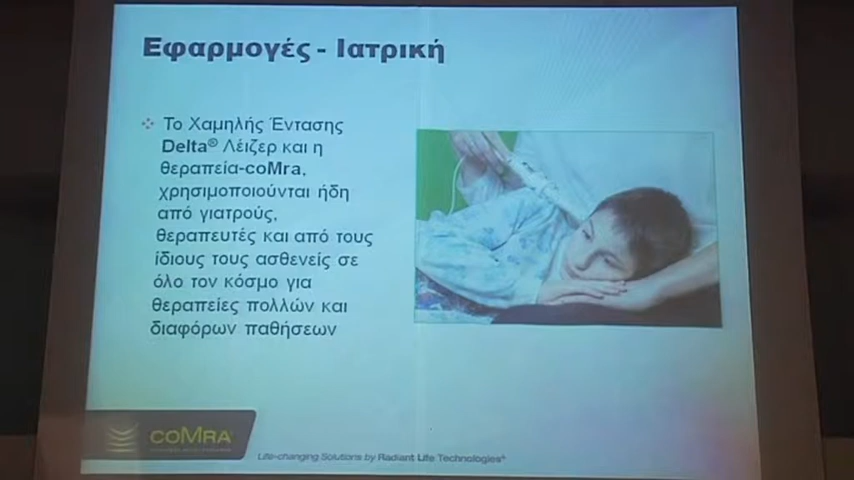 Εφαρμογές - Ιατρική
Το Χαμηλής Έντασης
Delta® Λέιζερ και η
θεραπεία-coMra,
χρησιμοποιούνται ήδη
από γιατρούς,
θεραπευτές και από τους
ίδιους τους ασθενείς σε
όλο τον κόσμο για
θεραπείες πολλών και
διαφόρων παθήσεων
COMRA
Life-changing Solutions by Radiant Life Technologies